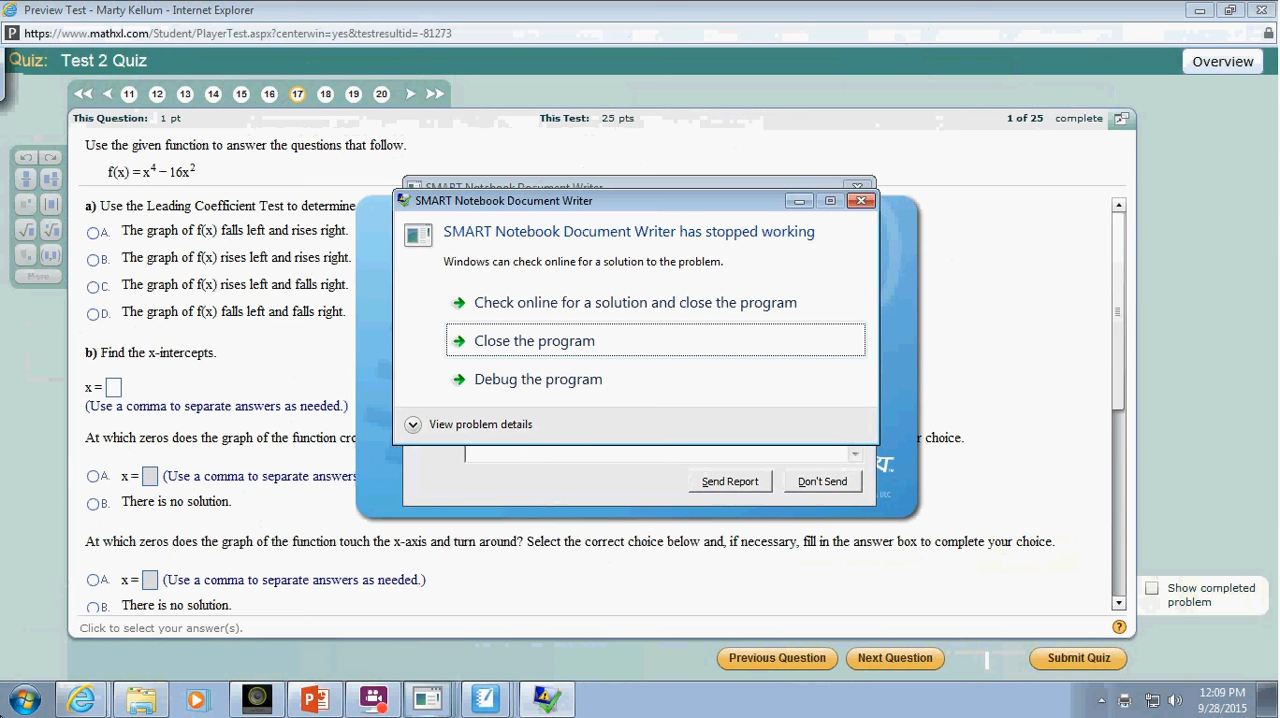 Preview Test - Marty Kellum - Internet Explorer
https://www.mathxl.com/Student/PlayerTest.aspx?centerwin=yes&testresultid=-81273
Quiz: Test 2 Quiz
Overview
11 12 13 14 15 16 17 18 19 20
This Question: 1 pt
This Test: 25 pts
1 of 25 complete
Use the given function to answer the questions that follow.
f(x) = x⁴ − 16x²
a) Use the Leading Coefficient Test to determine
A. The graph of f(x) falls left and rises right.
B. The graph of f(x) rises left and rises right.
C. The graph of f(x) rises left and falls right.
D. The graph of f(x) falls left and falls right.
b) Find the x-intercepts.
x =
(Use a comma to separate answers as needed.)
At which zeros does the graph of the function cro
r choice.
A. x = (Use a comma to separate answers
B. There is no solution.
At which zeros does the graph of the function touch the x-axis and turn around? Select the correct choice below and, if necessary, fill in the answer box to complete your choice.
A. x = (Use a comma to separate answers as needed.)
B. There is no solution.
Click to select your answer(s).
More
SMART Notebook Document Writer
SMART Notebook Document Writer
SMART Notebook Document Writer has stopped working
Windows can check online for a solution to the problem.
Check online for a solution and close the program
Close the program
Debug the program
View problem details
Send Report
Don't Send
ULC
Show completed
problem
Previous Question
Next Question
Submit Quiz
12:09 PM
9/28/2015